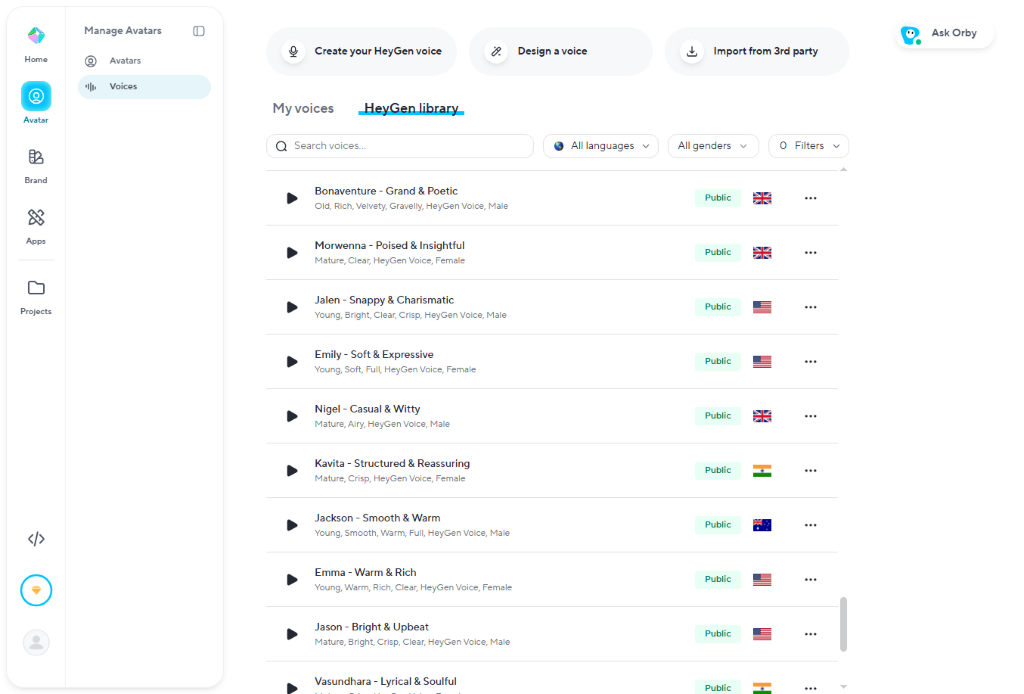 Manage Avatars
Home
Avatars
Voices
Avatar
Brand
Apps
Projects
Create your HeyGen voice
Design a voice
Import from 3rd party
Ask Orby
My voices
HeyGen library
Search voices...
All languages
All genders
0 Filters
Bonaventure - Grand & Poetic
Old, Rich, Velvety, Gravelly, HeyGen Voice, Male
Public
Morwenna - Poised & Insightful
Mature, Clear, HeyGen Voice, Female
Public
Jalen - Snappy & Charismatic
Young, Bright, Clear, Crisp, HeyGen Voice, Male
Public
Emily - Soft & Expressive
Young, Soft, Full, HeyGen Voice, Female
Public
Nigel - Casual & Witty
Mature, Airy, HeyGen Voice, Male
Public
Kavita - Structured & Reassuring
Mature, Crisp, HeyGen Voice, Female
Public
Jackson - Smooth & Warm
Young, Smooth, Warm, Full, HeyGen Voice, Male
Public
Emma - Warm & Rich
Young, Warm, Rich, Clear, HeyGen Voice, Female
Public
Jason - Bright & Upbeat
Mature, Bright, Crisp, Clear, HeyGen Voice, Male
Public
Vasundhara - Lyrical & Soulful
Public